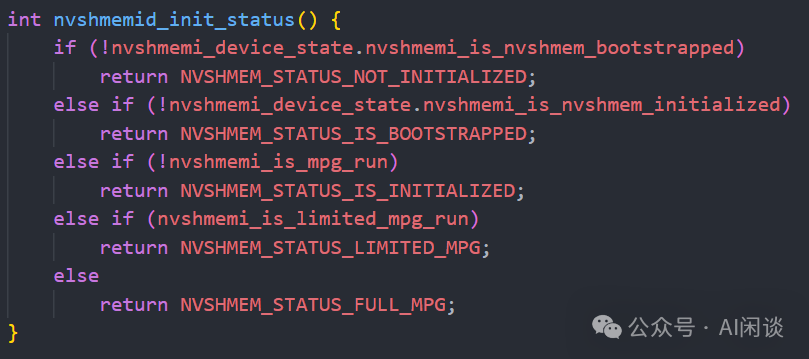 int nvshmemid_init_status() {
    if (!nvshmemi_device_state.nvshmemi_is_nvshmem_bootstrapped)
        return NVSHMEM_STATUS_NOT_INITIALIZED;
    else if (!nvshmemi_device_state.nvshmemi_is_nvshmem_initialized)
        return NVSHMEM_STATUS_IS_BOOTSTRAPPED;
    else if (!nvshmemi_is_mpg_run)
        return NVSHMEM_STATUS_IS_INITIALIZED;
    else if (nvshmemi_is_limited_mpg_run)
        return NVSHMEM_STATUS_LIMITED_MPG;
    else
        return NVSHMEM_STATUS_FULL_MPG;
}
公众号 · AI闲谈